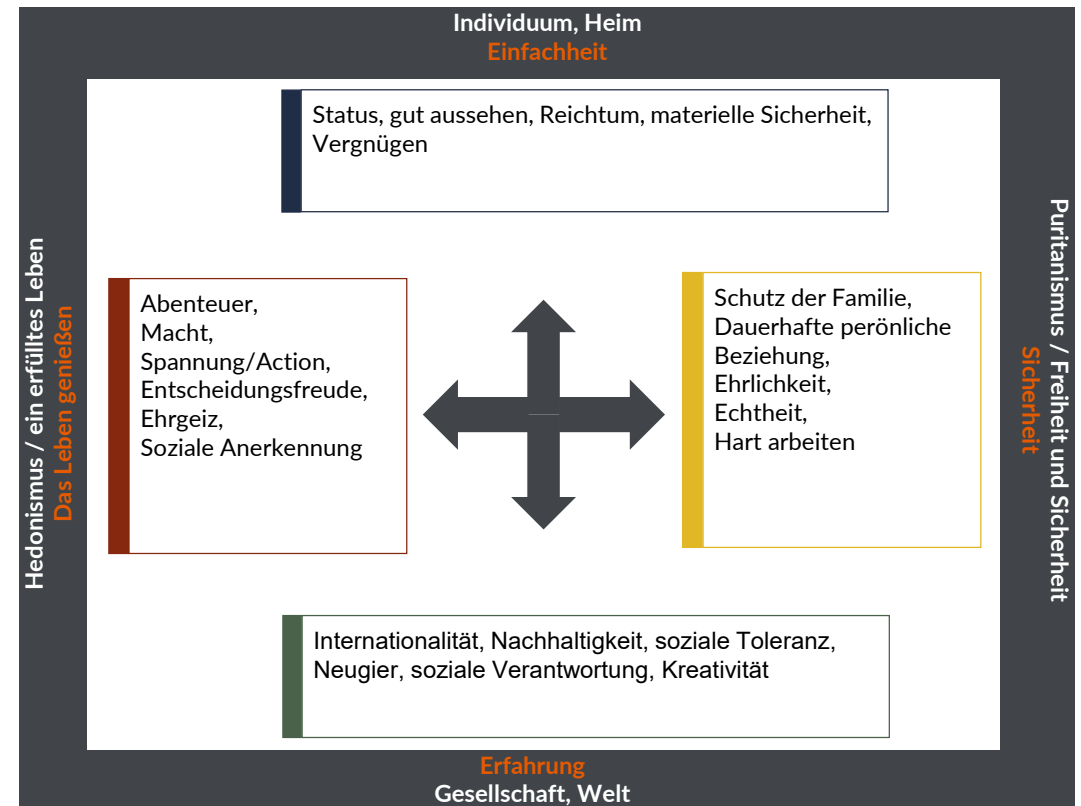 Individuum, Heim
Einfachheit
Status, gut aussehen, Reichtum, materielle Sicherheit,
Vergnügen
Hedonismus / ein erfülltes Leben
Das Leben genießen
Abenteuer,
Macht,
Spannung/Action,
Entscheidungsfreude,
Ehrgeiz,
Soziale Anerkennung
Schutz der Familie,
Dauerhafte perönliche
Beziehung,
Ehrlichkeit,
Echtheit,
Hart arbeiten
Puritanismus / Freiheit und Sicherheit
Sicherheit
Internationalität, Nachhaltigkeit, soziale Toleranz,
Neugier, soziale Verantwortung, Kreativität
Erfahrung
Gesellschaft, Welt